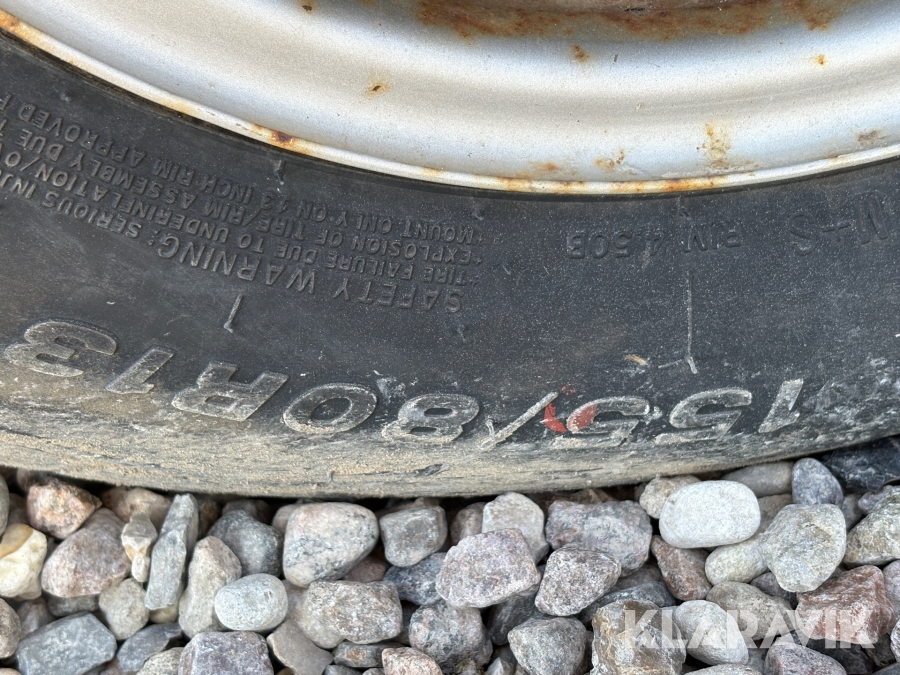 155/80R13
M+S
RIM 4.50B
SAFETY WARNING: SERIOUS INJ
•TIRE FAILURE DUE TO UNDERINFLATION/O
•EXPLOSION OF TIRE/RIM ASSEMBLY DUE
•MOUNT ONLY ON 13 INCH RIM APPROVED
KLARAVIK